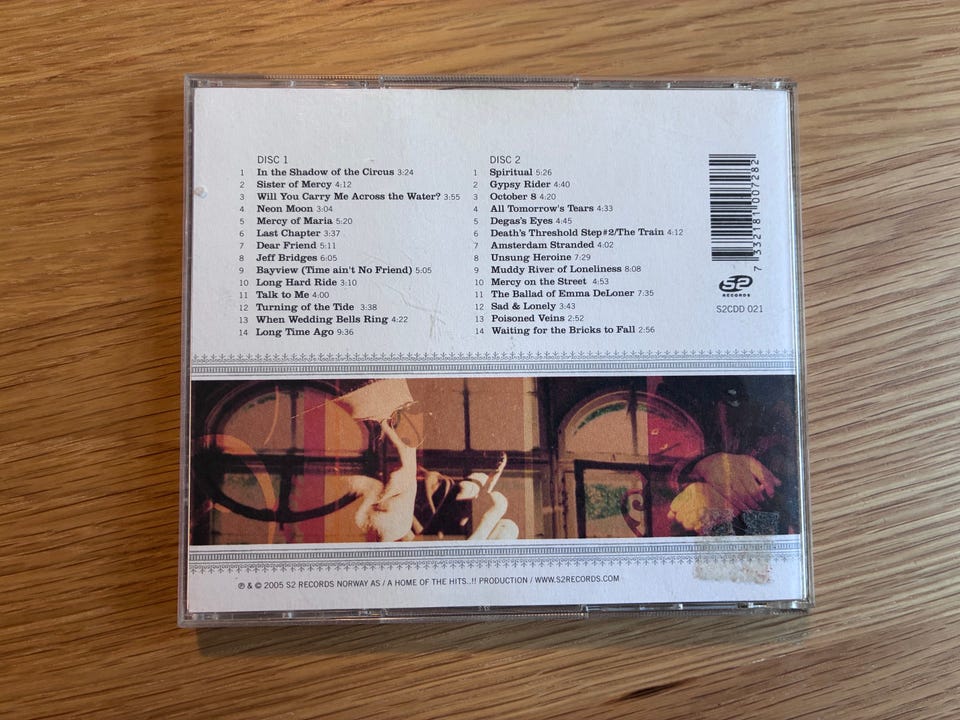 DISC 1
1 In the Shadow of the Circus 3:24
2 Sister of Mercy 4:12
3 Will You Carry Me Across the Water? 3:55
4 Neon Moon 3:04
5 Mercy of Maria 5:20
6 Last Chapter 3:37
7 Dear Friend 5:11
8 Jeff Bridges 6:05
9 Bayview (Time ain't No Friend) 5:05
10 Long Hard Ride 3:10
11 Talk to Me 4:00
12 Turning of the Tide 3:38
13 When Wedding Bells Ring 4:22
14 Long Time Ago 9:36
DISC 2
1 Spiritual 5:26
2 Gypsy Rider 4:40
3 October 8 4:20
4 All Tomorrow's Tears 4:33
5 Degas's Eyes 4:45
6 Death's Threshold Step#2/The Train 4:12
7 Amsterdam Stranded 4:02
8 Unsung Heroine 7:29
9 Muddy River of Loneliness 8:08
10 Mercy on the Street 4:53
11 The Ballad of Emma DeLoner 7:35
12 Sad & Lonely 3:43
13 Poisoned Veins 2:52
14 Waiting for the Bricks to Fall 2:56
7 332181 007282
S2
RECORDS
S2CDD 021
℗ & © 2005 S2 RECORDS NORWAY AS / A HOME OF THE HITS..!! PRODUCTION / WWW.S2RECORDS.COM